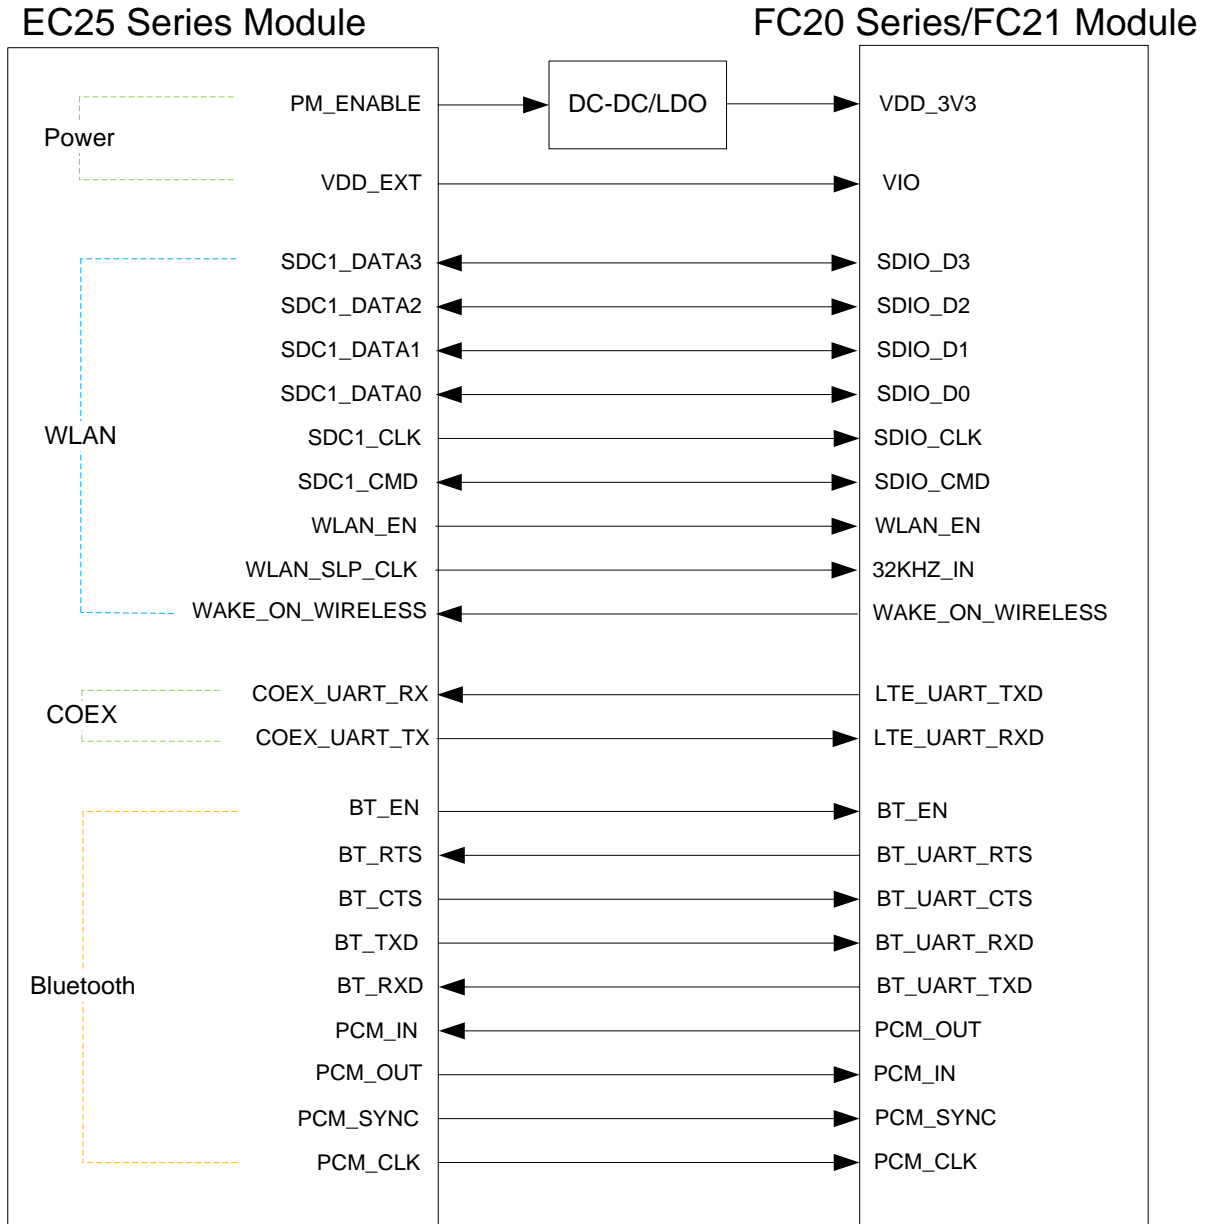 EC25 Series Module
FC20 Series/FC21 Module
Power
PM_ENABLE
DC-DC/LDO
VDD_3V3
VDD_EXT
VIO
WLAN
SDC1_DATA3
SDIO_D3
SDC1_DATA2
SDIO_D2
SDC1_DATA1
SDIO_D1
SDC1_DATA0
SDIO_D0
SDC1_CLK
SDIO_CLK
SDC1_CMD
SDIO_CMD
WLAN_EN
WLAN_EN
WLAN_SLP_CLK
32KHZ_IN
WAKE_ON_WIRELESS
WAKE_ON_WIRELESS
COEX
COEX_UART_RX
LTE_UART_TXD
COEX_UART_TX
LTE_UART_RXD
Bluetooth
BT_EN
BT_EN
BT_RTS
BT_UART_RTS
BT_CTS
BT_UART_CTS
BT_TXD
BT_UART_RXD
BT_RXD
BT_UART_TXD
PCM_IN
PCM_OUT
PCM_OUT
PCM_IN
PCM_SYNC
PCM_SYNC
PCM_CLK
PCM_CLK